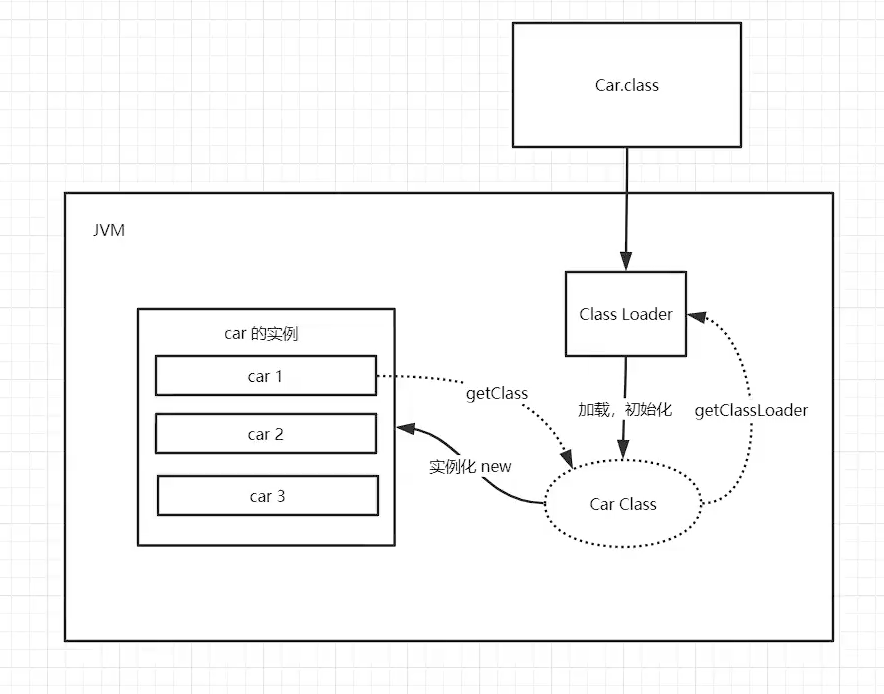 Car.class
JVM
Class Loader
car 的实例
car 1
getClass
加载，初始化
getClassLoader
car 2
实例化 new
car 3
Car Class